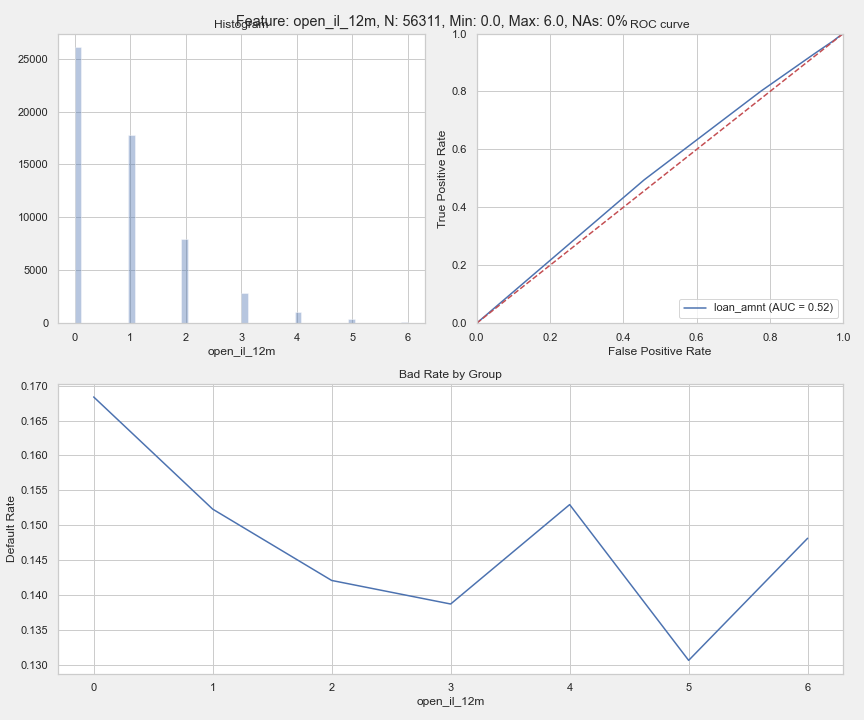 Feature: open_il_12m, N: 56311, Min: 0.0, Max: 6.0, NAs: 0%
Histogram
25000
20000
15000
10000
5000
0
0 1 2 3 4 5 6
open_il_12m
ROC curve
1.0
0.8
0.6
0.4
0.2
0.0
True Positive Rate
loan_amnt (AUC = 0.52)
0.0 0.2 0.4 0.6 0.8 1.0
False Positive Rate
Bad Rate by Group
0.170
0.165
0.160
0.155
0.150
0.145
0.140
0.135
0.130
Default Rate
0 1 2 3 4 5 6
open_il_12m